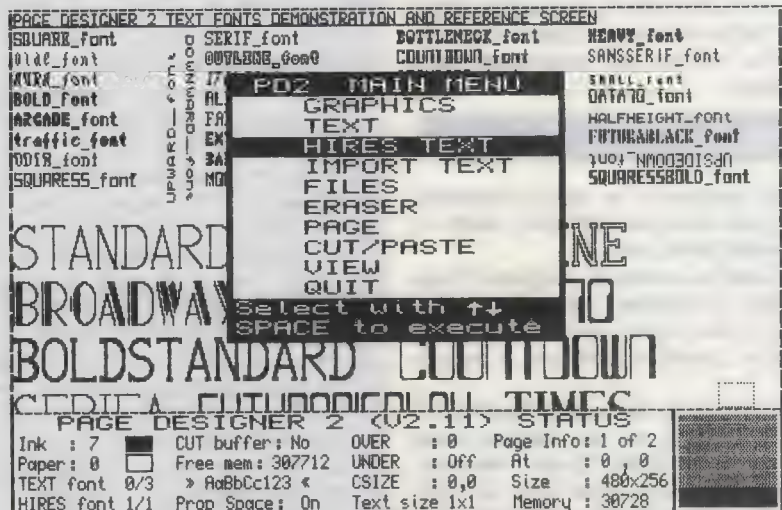 PAGE DESIGNER 2 TEXT FONTS DEMONSTRATION AND REFERENCE SCREEN
SQUARE_font SERIF_font BOTTLENECK_font HEAVY_font
COUNTDOWN_font SANSSERIF_font
SMALL_font
BOLD_font DATA70_font
ARCADE_font HALFHEIGHT_font
traffic_font FUTURABLACK_font
UPSIDEDOWN_font
SQUARESS_font SQUARESSBOLD_font
PD2 MAIN MENU
GRAPHICS
TEXT
HIRES TEXT
IMPORT TEXT
FILES
ERASER
PAGE
CUT/PASTE
VIEW
QUIT
Select with ↑↓
SPACE to execute
STANDARD
BROADWAY
BOLDSTANDARD COUNTDOWN
TIMES
PAGE DESIGNER 2 (V2.11) STATUS
Ink : 7 CUT buffer: No OVER : 0 Page Info: 1 of 2
Paper: 0 Free mem: 307712 UNDER : Off At : 0 , 0
TEXT font 0/3 » AaBbCc123 « CSIZE : 0,0 Size : 480x256
HIRES font 1/1 Prop Space: On Text size 1x1 Memory : 30728